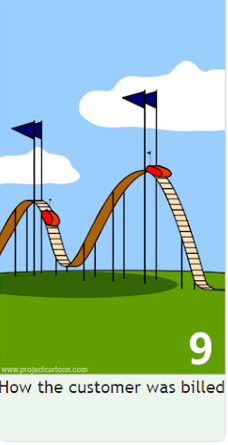 9
www.projectcartoon.com
How the customer was billed